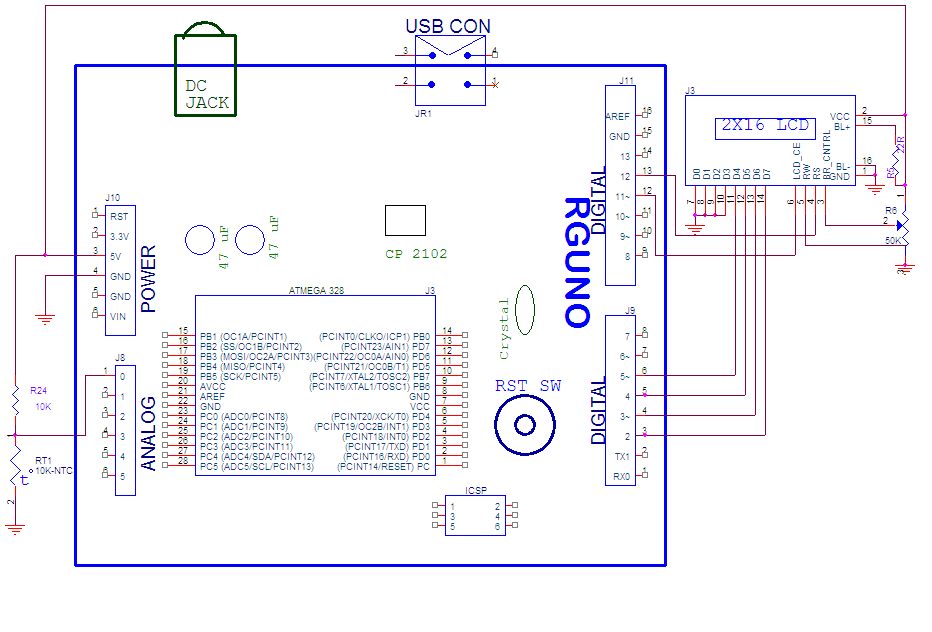 USB CON
3
4
2
1
JR1
DC
JACK
J10
1
RST
2
3.3V
3
5V
4
GND
5
GND
6
VIN
POWER
47 uF
47 uF
CP 2102
ATMEGA 328
J3
15 PB1 (OC1A/PCINT1)
16 PB2 (SS/OC1B/PCINT2)
17 PB3 (MOSI/OC2A/PCINT3)
18 PB4 (MISO/PCINT4)
19 PB5 (SCK/PCINT5)
20 AVCC
21 AREF
22 GND
23 PC0 (ADC0/PCINT8)
24 PC1 (ADC1/PCINT9)
25 PC2 (ADC2/PCINT10)
26 PC3 (ADC3/PCINT11)
27 PC4 (ADC4/SDA/PCINT12)
28 PC5 (ADC5/SCL/PCINT13)
(PCINT0/CLKO/ICP1) PB0 14
(PCINT23/AIN1) PD7 13
(PCINT22/OC0A/AIN0) PD6 12
(PCINT21/OC0B/T1) PD5 11
(PCINT7/XTAL2/TOSC2) PB7 10
(PCINT6/XTAL1/TOSC1) PB6 9
GND 8
VCC 7
(PCINT20/XCK/T0) PD4 6
(PCINT19/OC2B/INT1) PD3 5
(PCINT18/INT0) PD2 4
(PCINT17/TXD) PD1 3
(PCINT16/RXD) PD0 2
(PCINT14/RESET) PC 1
J8
1
0
2
1
3
2
4
3
5
4
6
5
ANALOG
R24
10K
1
RT1
10K-NTC
t
2
Crystal
RST SW
ICSP
1 2
3 4
5 6
RGUNO
J11
AREF 16
GND 15
13 14
12 13
11~ 12
10~ 11
9~ 10
8 9
DIGITAL
J9
7 8
6~ 7
5~ 6
4 5
3~ 4
2 3
TX1 2
RX0 1
DIGITAL
J3
2X16 LCD
VCC 2
BL+ 15
BL- 16
GND 1
D0 D1 D2 D3 D4 D5 D6 D7
LCD_CE RW RS BR_CNTRL
7 8 9 10 11 12 13 14
6 5 4 3
22R
R5
1
R6
2
50K
3